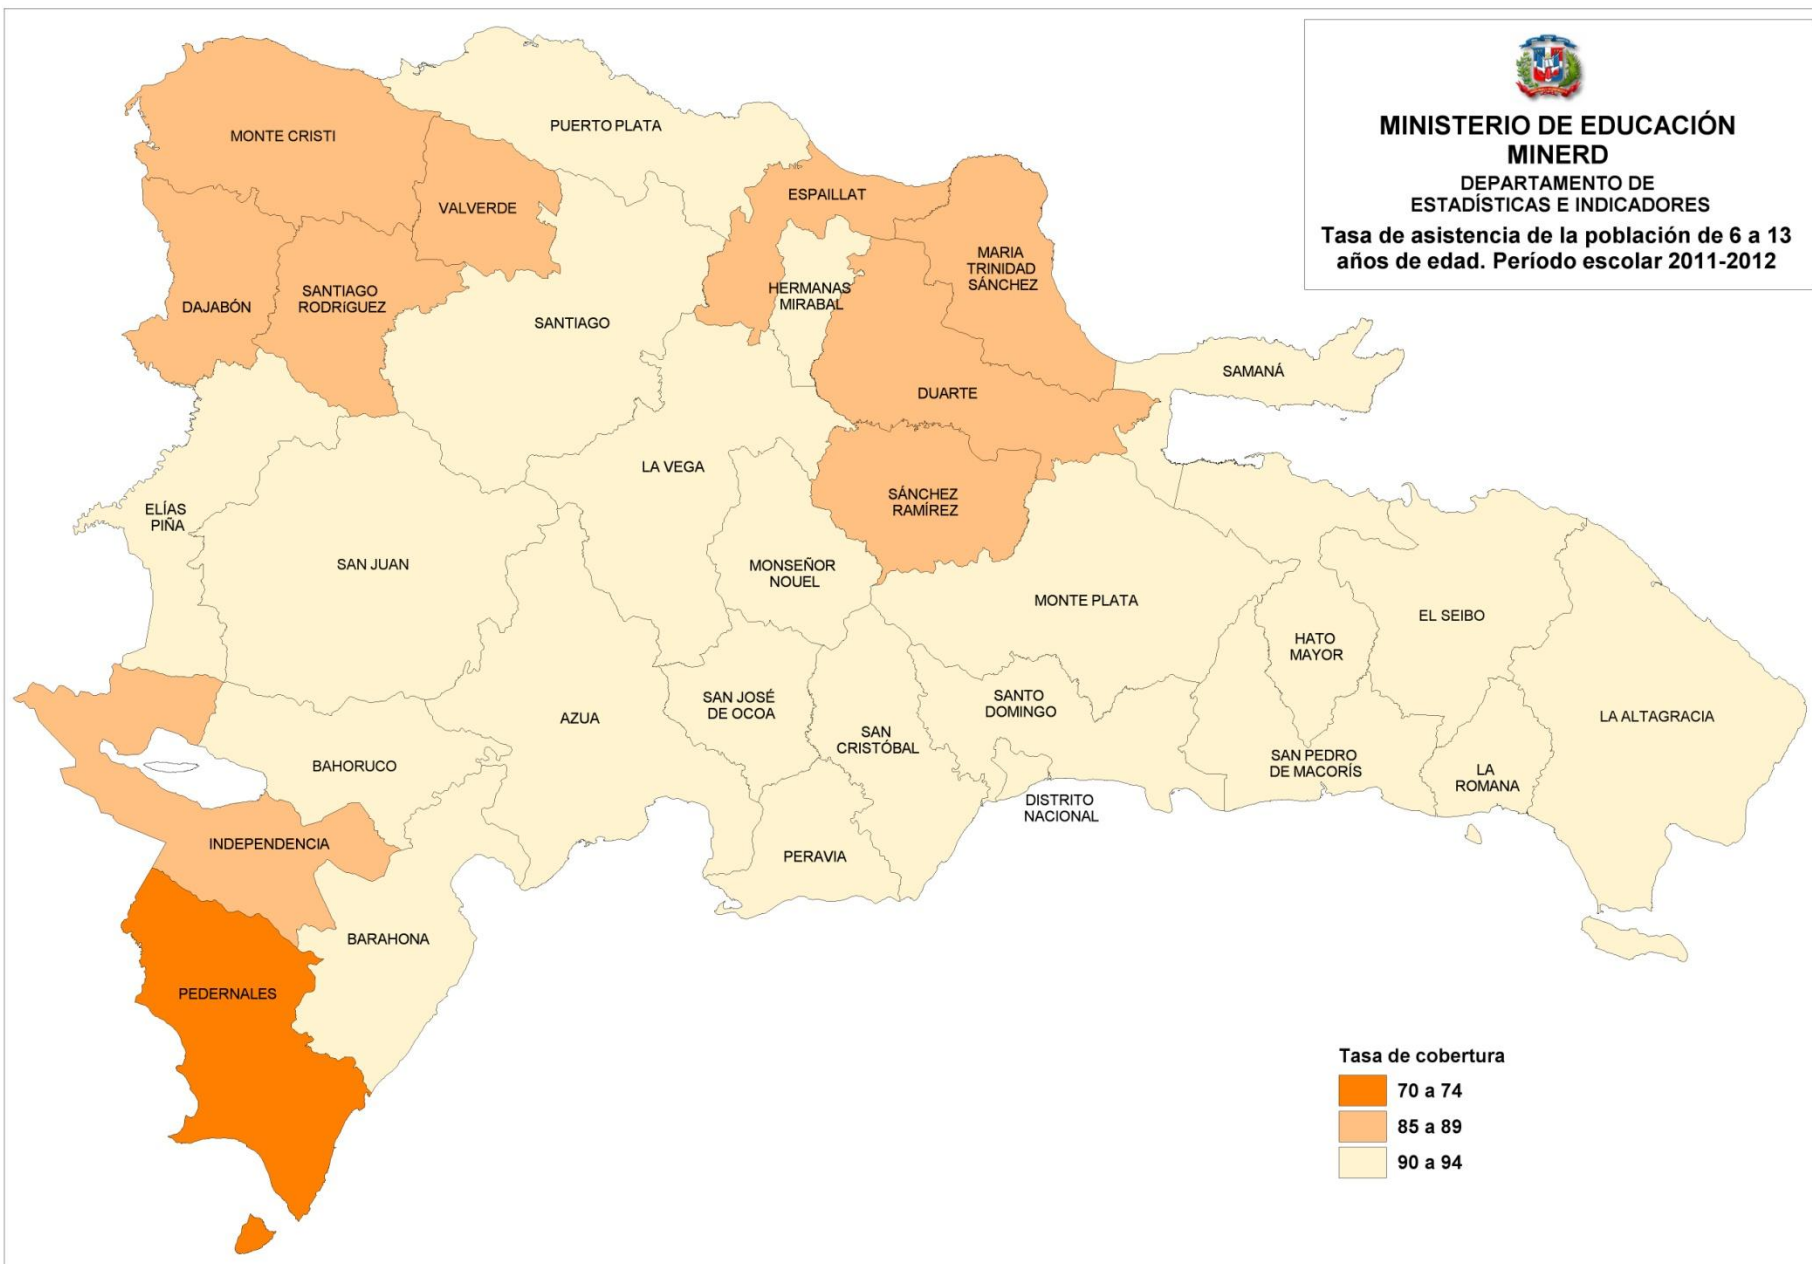 MINISTERIO DE EDUCACIÓN
MINERD
DEPARTAMENTO DE
ESTADÍSTICAS E INDICADORES
Tasa de asistencia de la población de 6 a 13
años de edad. Período escolar 2011-2012
PUERTO PLATA
MONTE CRISTI
VALVERDE
ESPAILLAT
MARIA
TRINIDAD
SÁNCHEZ
DAJABÓN
SANTIAGO
RODRÍGUEZ
HERMANAS
MIRABAL
SANTIAGO
SAMANÁ
DUARTE
LA VEGA
SÁNCHEZ
RAMÍREZ
ELÍAS
PIÑA
SAN JUAN
MONSEÑOR
NOUEL
MONTE PLATA
EL SEIBO
HATO
MAYOR
SAN JOSÉ
DE OCOA
SANTO
DOMINGO
AZUA
LA ALTAGRACIA
SAN
CRISTÓBAL
BAHORUCO
SAN PEDRO
DE MACORÍS
LA
ROMANA
DISTRITO
NACIONAL
INDEPENDENCIA
PERAVIA
BARAHONA
PEDERNALES
Tasa de cobertura
70 a 74
85 a 89
90 a 94